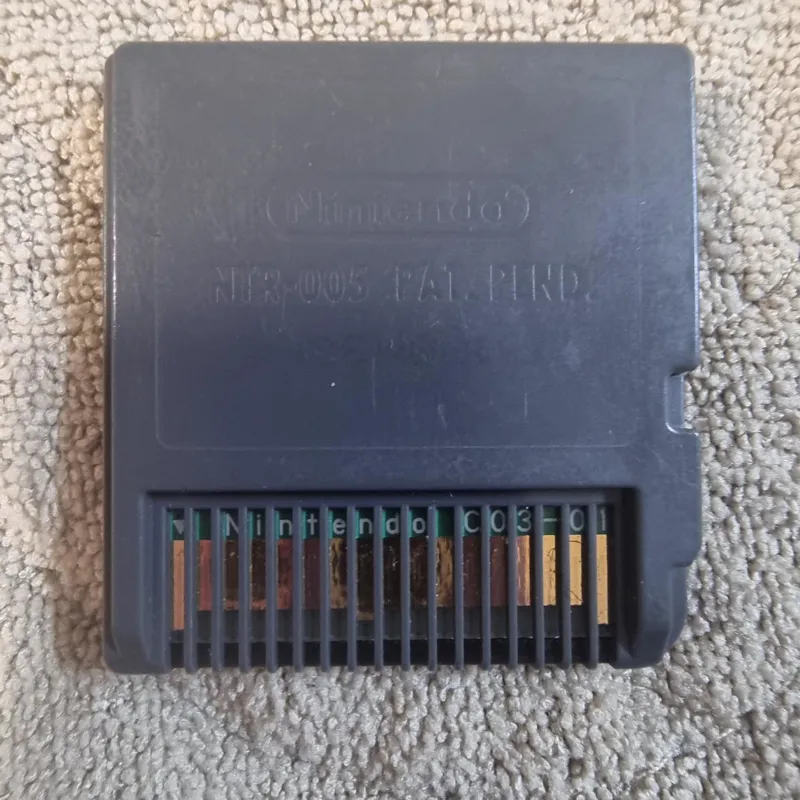 Nintendo
NTR-005 PAT. PEND.
Nintendo C03-01